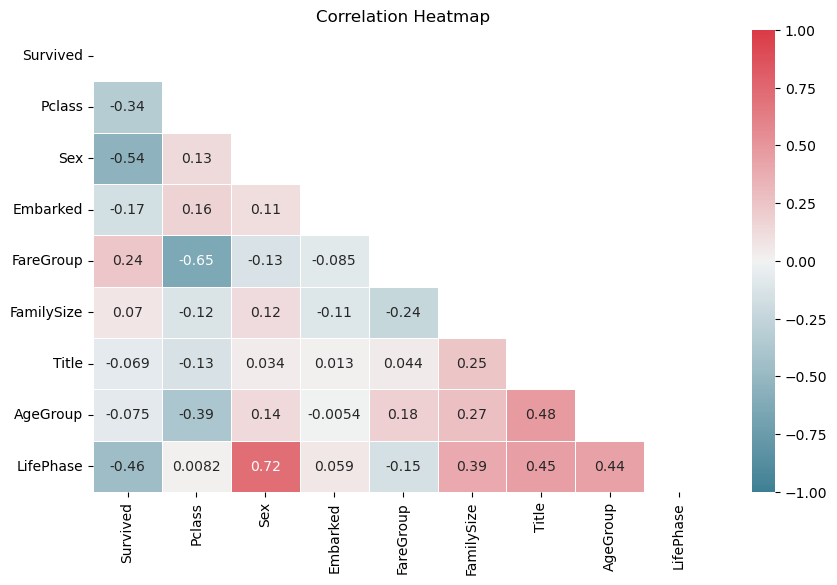 Correlation Heatmap
Survived
Pclass -0.34
Sex -0.54 0.13
Embarked -0.17 0.16 0.11
FareGroup 0.24 -0.65 -0.13 -0.085
FamilySize 0.07 -0.12 0.12 -0.11 -0.24
Title -0.069 -0.13 0.034 0.013 0.044 0.25
AgeGroup -0.075 -0.39 0.14 -0.0054 0.18 0.27 0.48
LifePhase -0.46 0.0082 0.72 0.059 -0.15 0.39 0.45 0.44
Survived Pclass Sex Embarked FareGroup FamilySize Title AgeGroup LifePhase
1.00
0.75
0.50
0.25
0.00
−0.25
−0.50
−0.75
−1.00